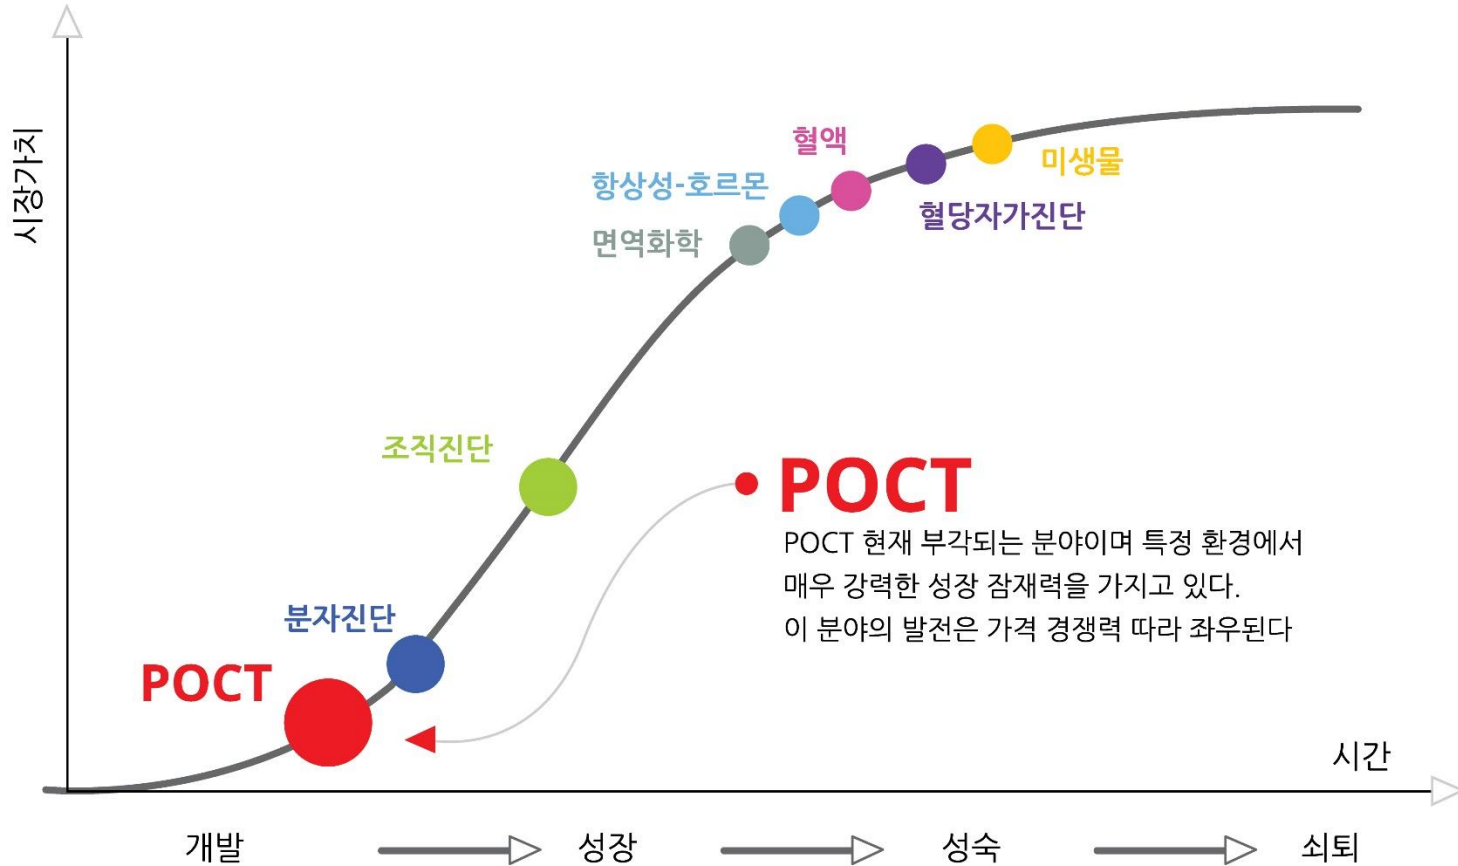 시장가치
혈액
미생물
항상성-호르몬
혈당자가진단
면역화학
조직진단
POCT
POCT 현재 부각되는 분야이며 특정 환경에서
매우 강력한 성장 잠재력을 가지고 있다.
이 분야의 발전은 가격 경쟁력 따라 좌우된다
분자진단
POCT
시간
개발 성장 성숙 쇠퇴